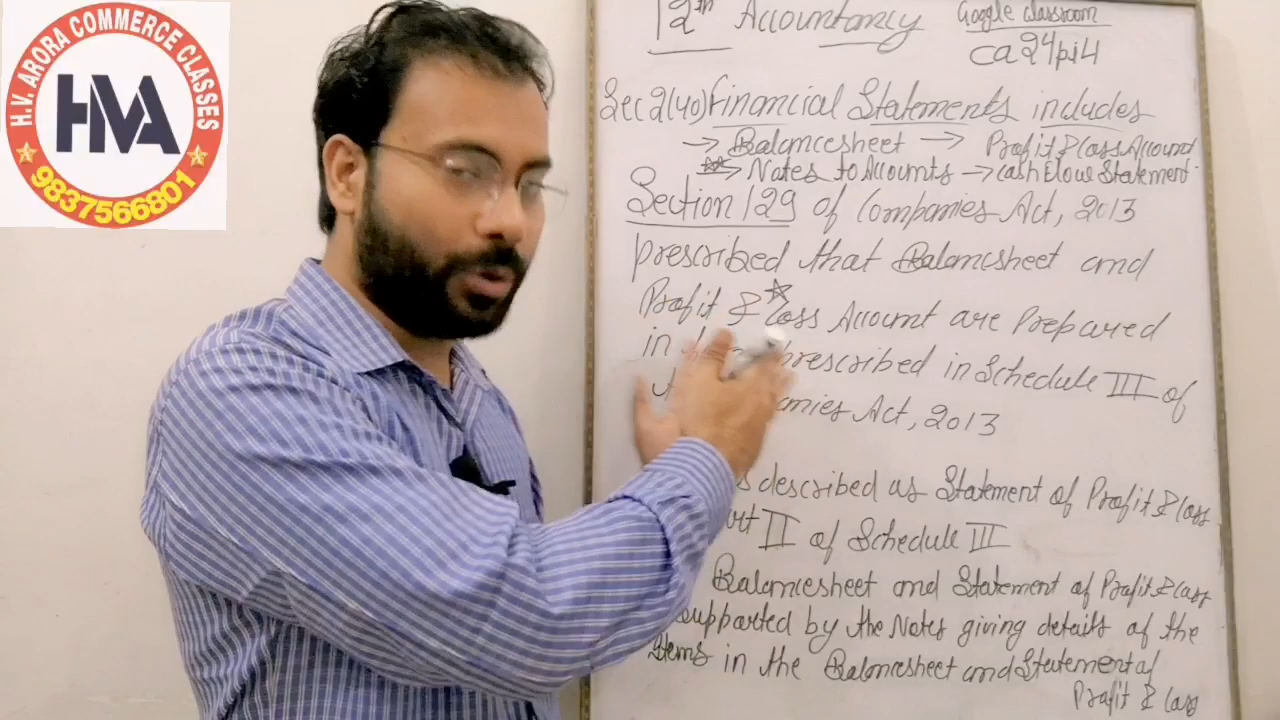 H.V. ARORA COMMERCE CLASSES
HVA
9837566801
12th Accountancy
Google classroom
ca24pi4
Sec 2(40) Financial Statements includes
→ Balancesheet → Profit & Loss Account
→ Notes to Accounts → Cash Flow Statement
Section 129 of Companies Act, 2013
prescribed that Balancesheet and
Profit & Loss Account are Prepared
in prescribed in Schedule III of
Act, 2013
described as Statement of Profit & Loss
II of Schedule III
Balancesheet and Statement of Profit & Loss
supported by the Notes giving details of the
Items in the Balancesheet and Statement of
Profit & Loss